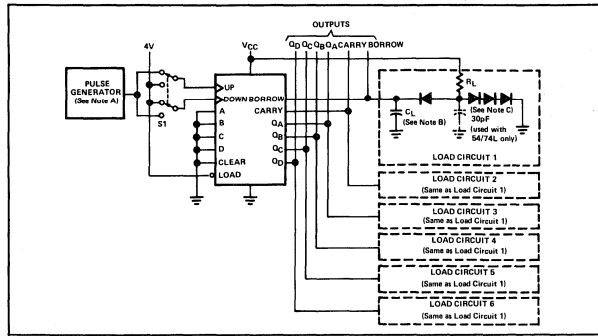 OUTPUTS
4V
VCC
QD QC QB QA CARRY BORROW
PULSE
GENERATOR
(See Note A)
S1
UP
DOWN BORROW
A
CARRY
B
QA
C
QB
D
QC
CLEAR
QD
LOAD
RL
CL
(See Note B)
(See Note C)
30pF
(used with
54/74L only)
LOAD CIRCUIT 1
LOAD CIRCUIT 2
(Same as Load Circuit 1)
LOAD CIRCUIT 3
(Same as Load Circuit 1)
LOAD CIRCUIT 4
(Same as Load Circuit 1)
LOAD CIRCUIT 5
(Same as Load Circuit 1)
LOAD CIRCUIT 6
(Same as Load Circuit 1)